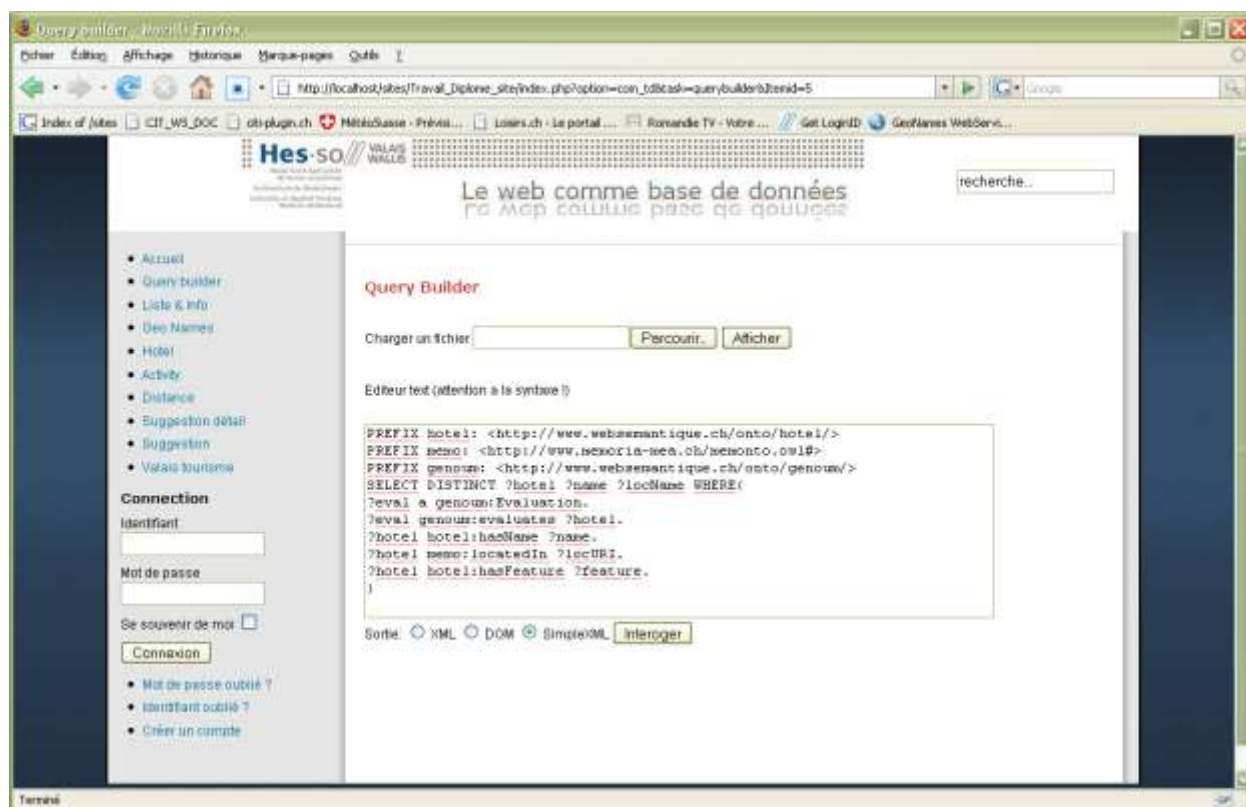 Query builder - Mozilla Firefox
Fichier Édition Affichage Historique Marque-pages Outils ?
http://localhost/sites/Travail_Diplome_site/index.php?option=com_td&task=querybuilder&Itemid=5
Google
Index of /sites CIT_WS_DOC oti-plugin.ch MétéoSuisse - Prévisi... Losers.ch - Le portail ... Romandie TV - Votre ... Get LoginID GeoNames WebServi...
Hes·so VALAIS WALLIS
Le web comme base de données
recherche...
Accueil
Query builder
Liste & Info
Geo Names
Hotel
Activity
Distance
Suggestion détail
Suggestion
Valais tourisme
Connection
Identifiant
Mot de passe
Se souvenir de moi
Connexion
Mot de passe oublié ?
Identifiant oublié ?
Créer un compte
Query Builder
Charger un fichier Parcourir... Afficher
Editeur text (attention a la syntaxe !)
PREFIX hotel: <http://www.websemantique.ch/onto/hotel/>
PREFIX memo: <http://www.memoria-mea.ch/memonto.owl#>
PREFIX genoum: <http://www.websemantique.ch/onto/genoum/>
SELECT DISTINCT ?hotel ?name ?locName WHERE{
?eval a genoum:Evaluation.
?eval genoum:evaluates ?hotel.
?hotel hotel:hasName ?name.
?hotel memo:locatedIn ?locURI.
?hotel hotel:hasFeature ?feature.
}
Sortie: XML DOM SimpleXML Interoger
Terminé